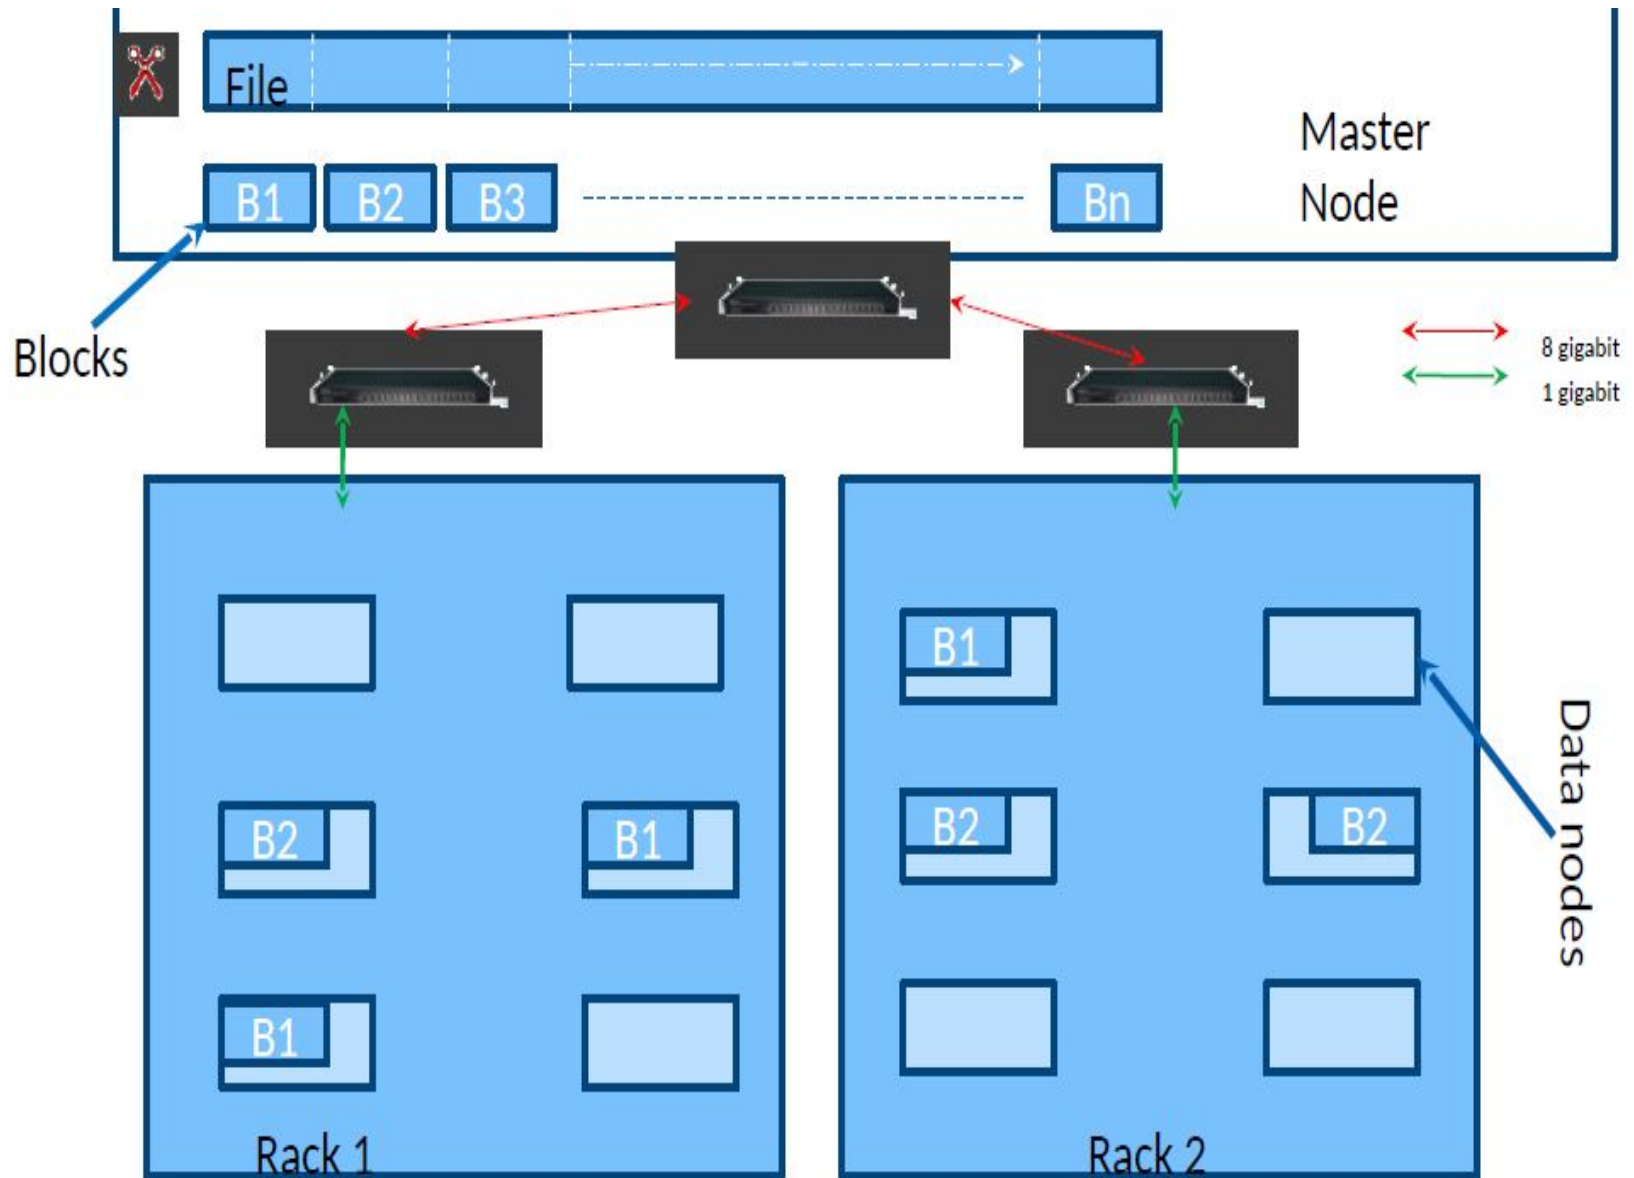 File
Master
Node
B1
B2
B3
Bn
Blocks
8 gigabit
1 gigabit
B1
B2
B1
B2
B2
B1
Data nodes
Rack 1
Rack 2